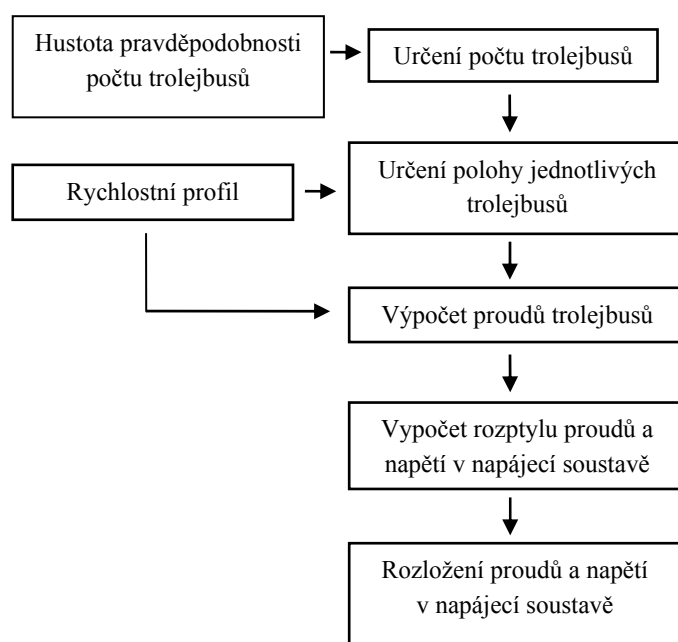 Hustota pravděpodobnosti
počtu trolejbusů
Určení počtu trolejbusů
Rychlostní profil
Určení polohy jednotlivých
trolejbusů
Výpočet proudů trolejbusů
Vypočet rozptylu proudů a
napětí v napájecí soustavě
Rozložení proudů a napětí
v napájecí soustavě